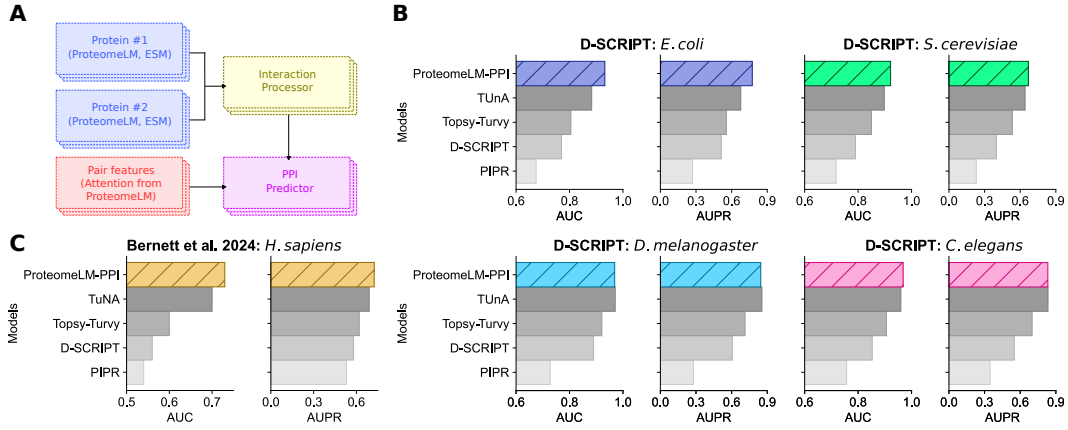 A
Protein #1
(ProteomeLM, ESM)
Protein #2
(ProteomeLM, ESM)
Pair features
(Attention from
ProteomeLM)
Interaction
Processor
PPI
Predictor
B
D-SCRIPT: E. coli
Models
ProteomeLM-PPI
TUnA
Topsy-Turvy
D-SCRIPT
PIPR
0.6 0.8 1.0
AUC
0.0 0.3 0.6 0.9
AUPR
D-SCRIPT: S. cerevisiae
0.6 0.8 1.0
AUC
0.0 0.3 0.6 0.9
AUPR
C
Bernett et al. 2024: H. sapiens
Models
ProteomeLM-PPI
TuNA
Topsy-Turvy
D-SCRIPT
PIPR
0.5 0.6 0.7
AUC
0.0 0.2 0.4 0.6
AUPR
D-SCRIPT: D. melanogaster
Models
ProteomeLM-PPI
TUnA
Topsy-Turvy
D-SCRIPT
PIPR
0.6 0.8 1.0
AUC
0.0 0.3 0.6 0.9
AUPR
D-SCRIPT: C. elegans
0.6 0.8 1.0
AUC
0.0 0.3 0.6 0.9
AUPR